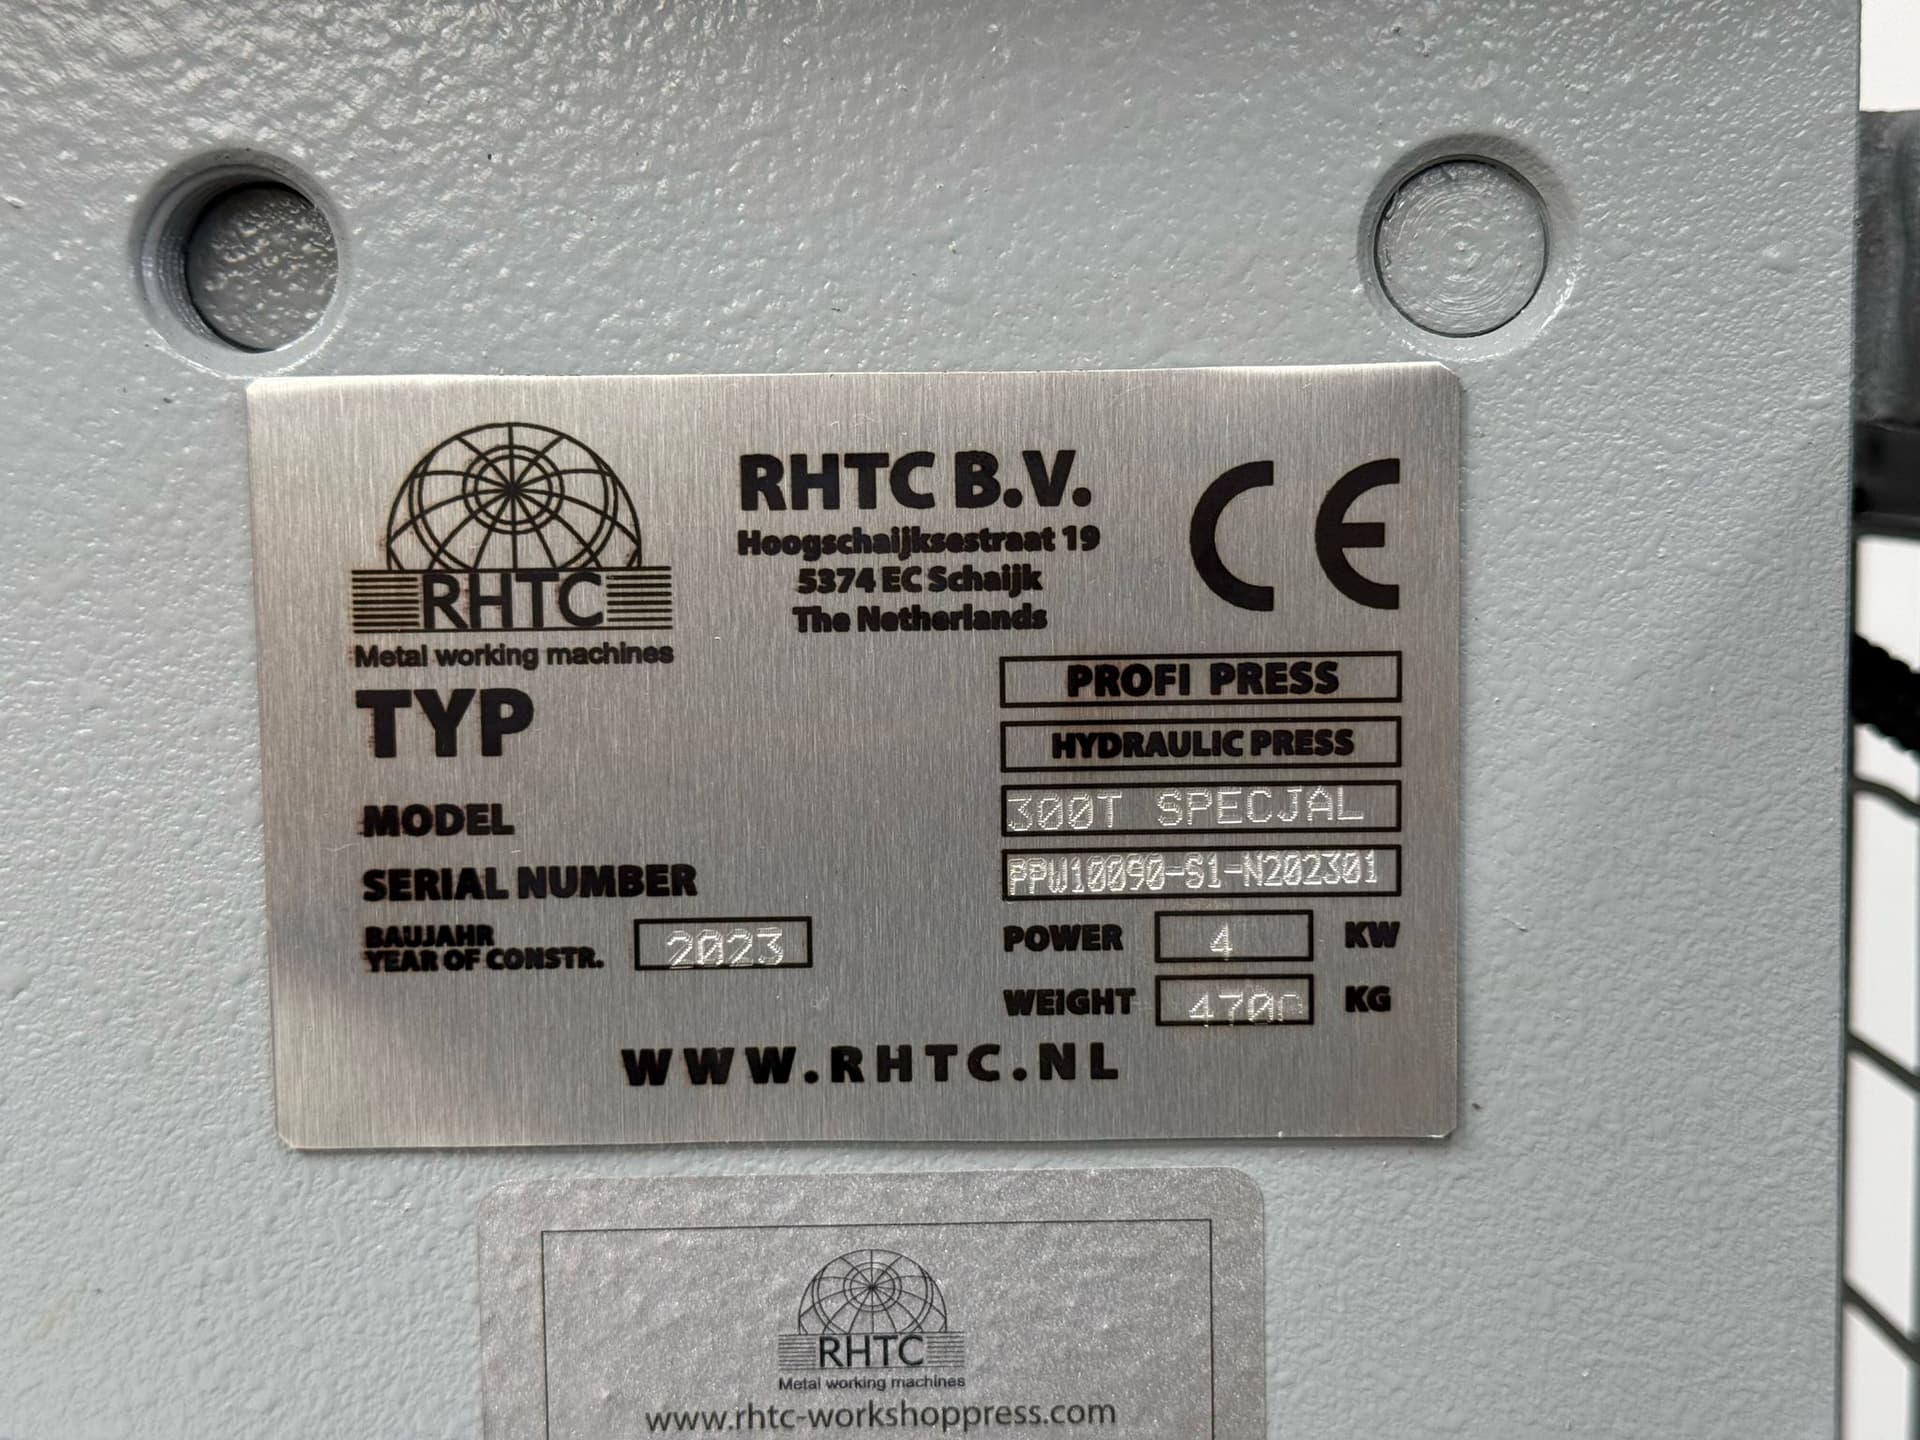 RHTC
Metal working machines
RHTC B.V.
Hoogschaijksestraat 19
5374 EC Schaijk
The Netherlands
CE
TYP
PROFI PRESS
HYDRAULIC PRESS
MODEL
300T SPECJAL
SERIAL NUMBER
PPW10090-S1-N202301
BAUJAHR
YEAR OF CONSTR.
2023
POWER 4 KW
WEIGHT 4700 KG
WWW.RHTC.NL
RHTC
Metal working machines
www.rhtc-workshoppress.com